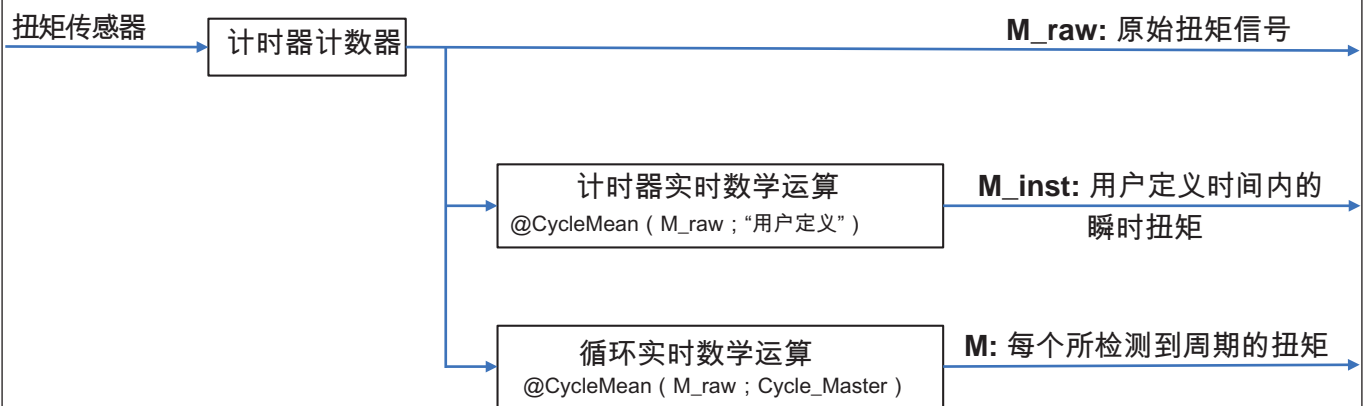 扭矩传感器
计时器计数器
M_raw: 原始扭矩信号
计时器实时数学运算
@CycleMean ( M_raw ; “用户定义” )
M_inst: 用户定义时间内的
瞬时扭矩
循环实时数学运算
@CycleMean ( M_raw ; Cycle_Master )
M: 每个所检测到周期的扭矩